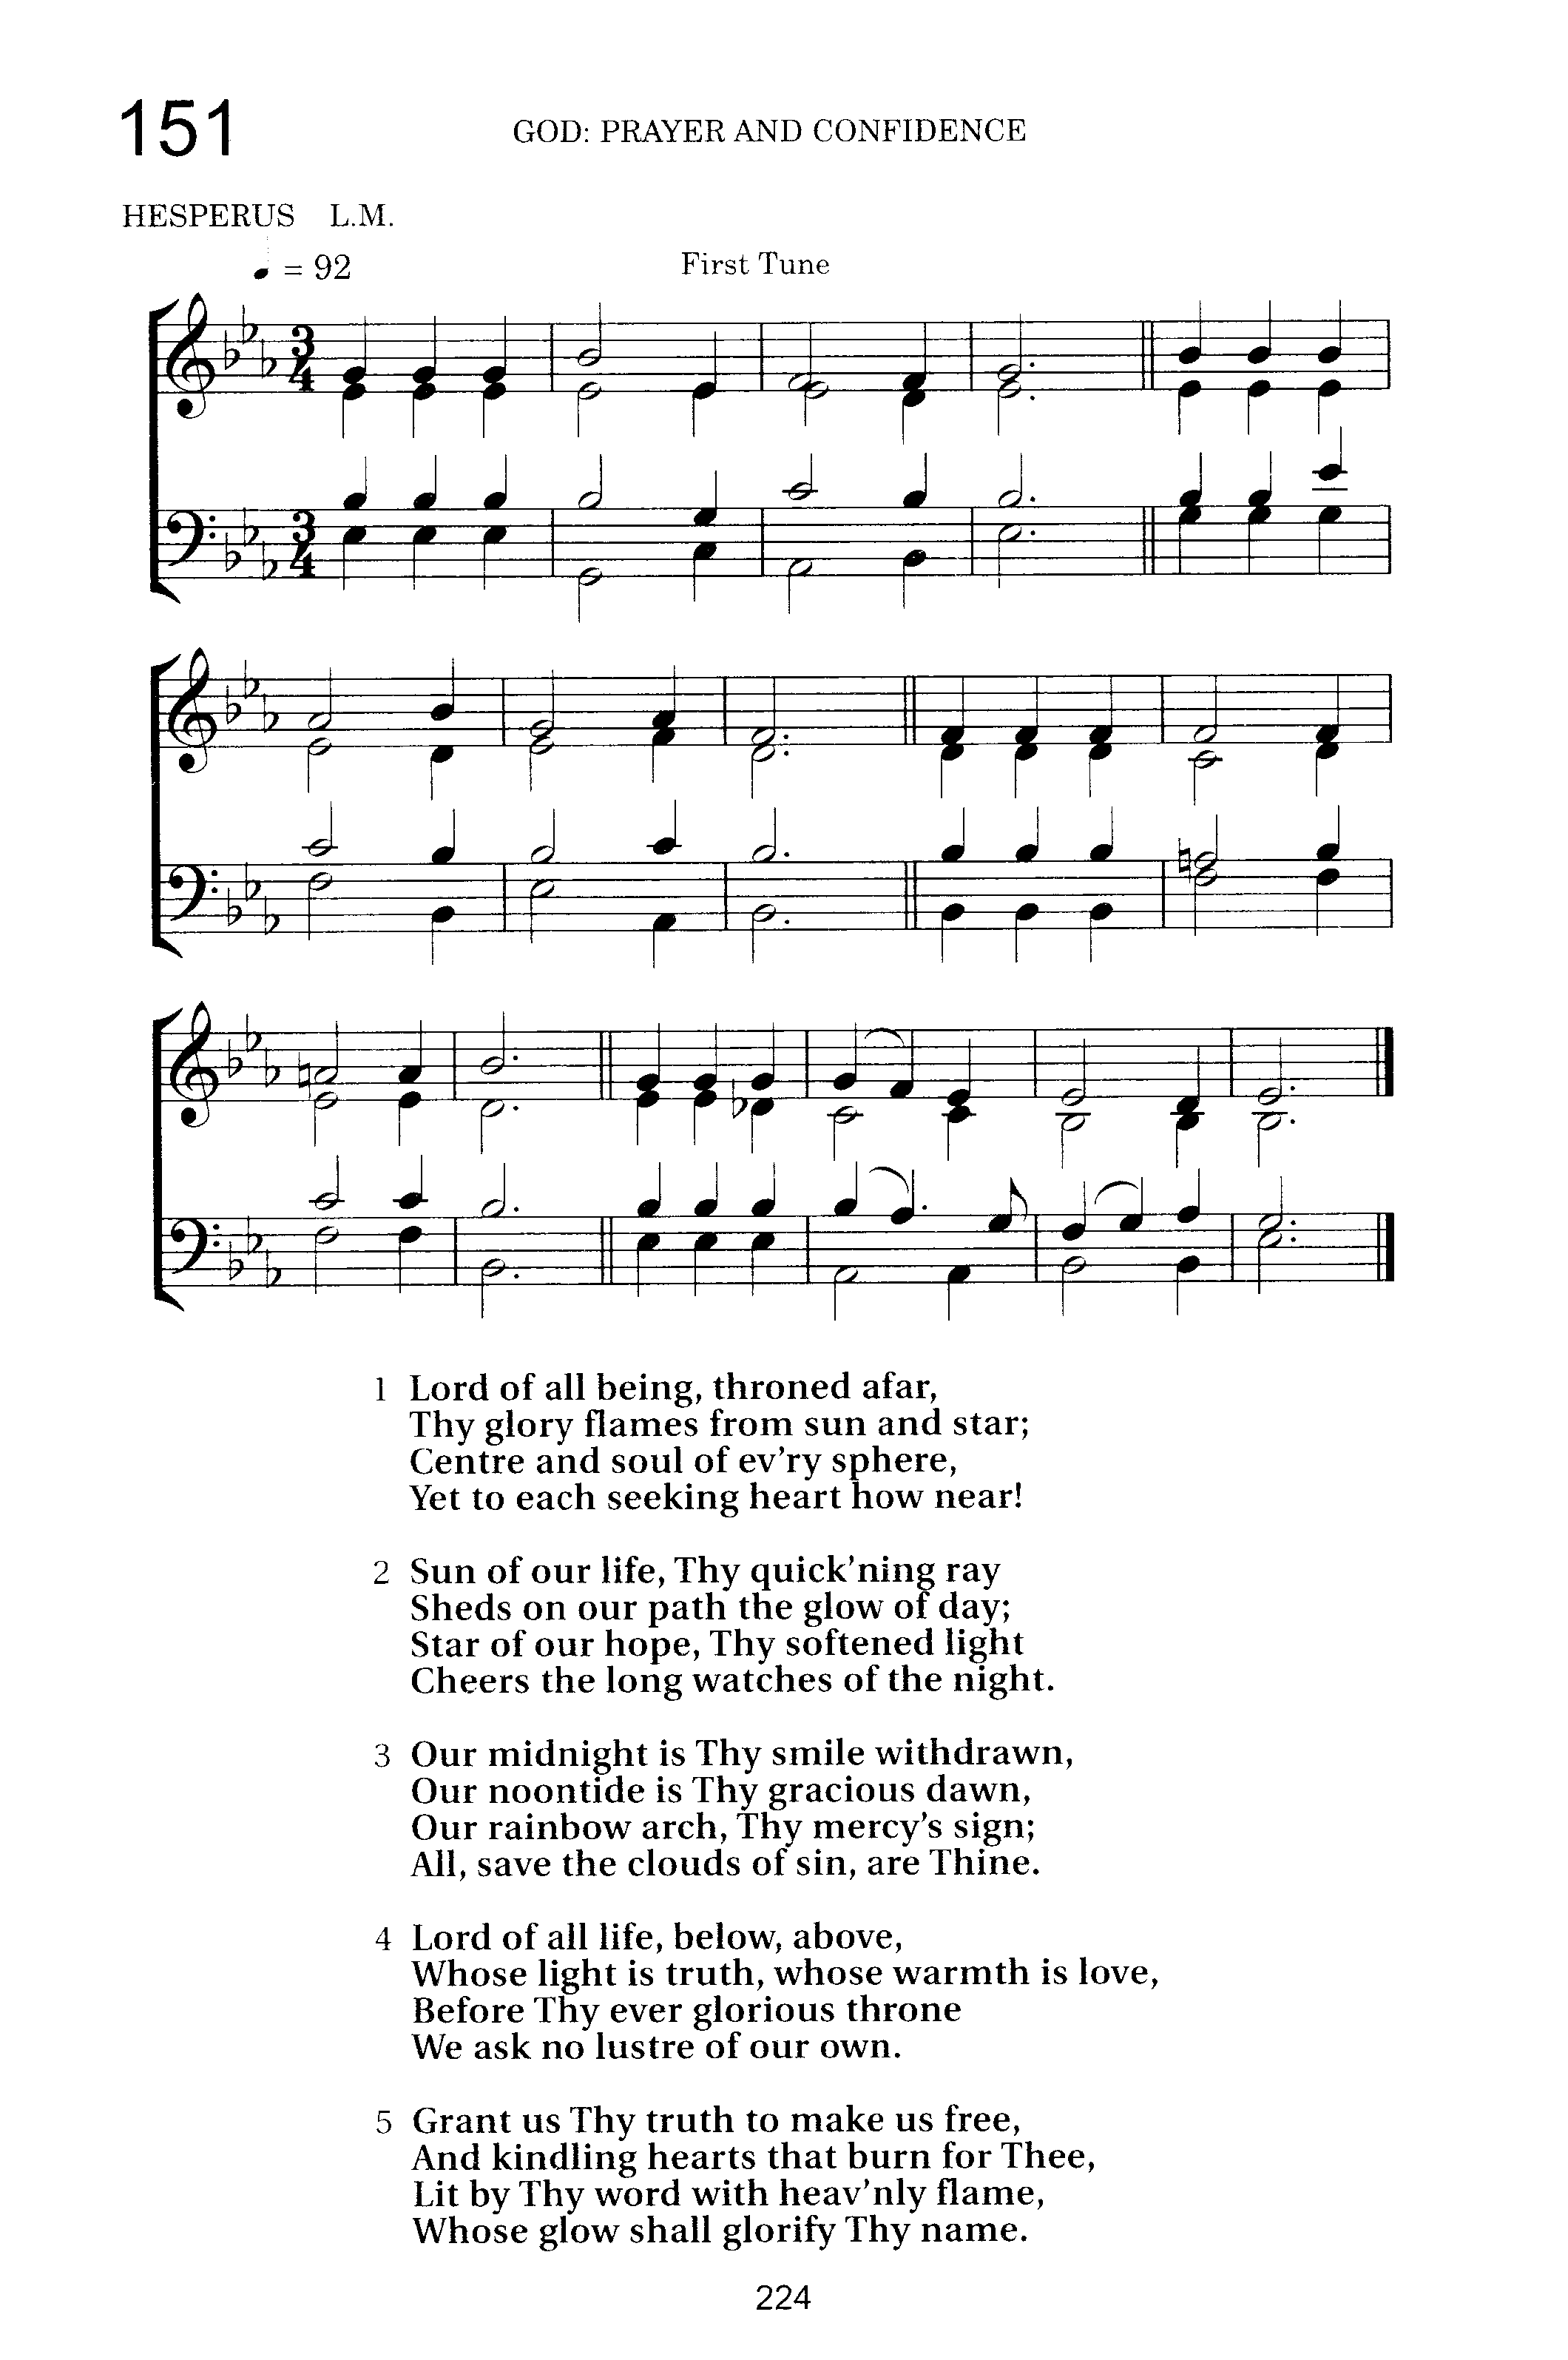 151
GOD: PRAYER AND CONFIDENCE
HESPERUS L.M.
♩ = 92
First Tune
1 Lord of all being, throned afar,
Thy glory flames from sun and star;
Centre and soul of ev'ry sphere,
Yet to each seeking heart how near!
2 Sun of our life, Thy quick'ning ray
Sheds on our path the glow of day;
Star of our hope, Thy softened light
Cheers the long watches of the night.
3 Our midnight is Thy smile withdrawn,
Our noontide is Thy gracious dawn,
Our rainbow arch, Thy mercy's sign;
All, save the clouds of sin, are Thine.
4 Lord of all life, below, above,
Whose light is truth, whose warmth is love,
Before Thy ever glorious throne
We ask no lustre of our own.
5 Grant us Thy truth to make us free,
And kindling hearts that burn for Thee,
Lit by Thy word with heav'nly flame,
Whose glow shall glorify Thy name.
224